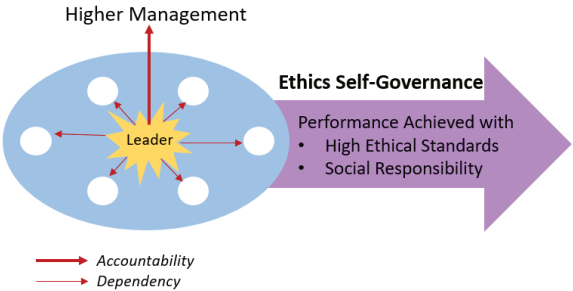 Higher Management
Ethics Self-Governance
Leader
Performance Achieved with
• High Ethical Standards
• Social Responsibility
Accountability
Dependency